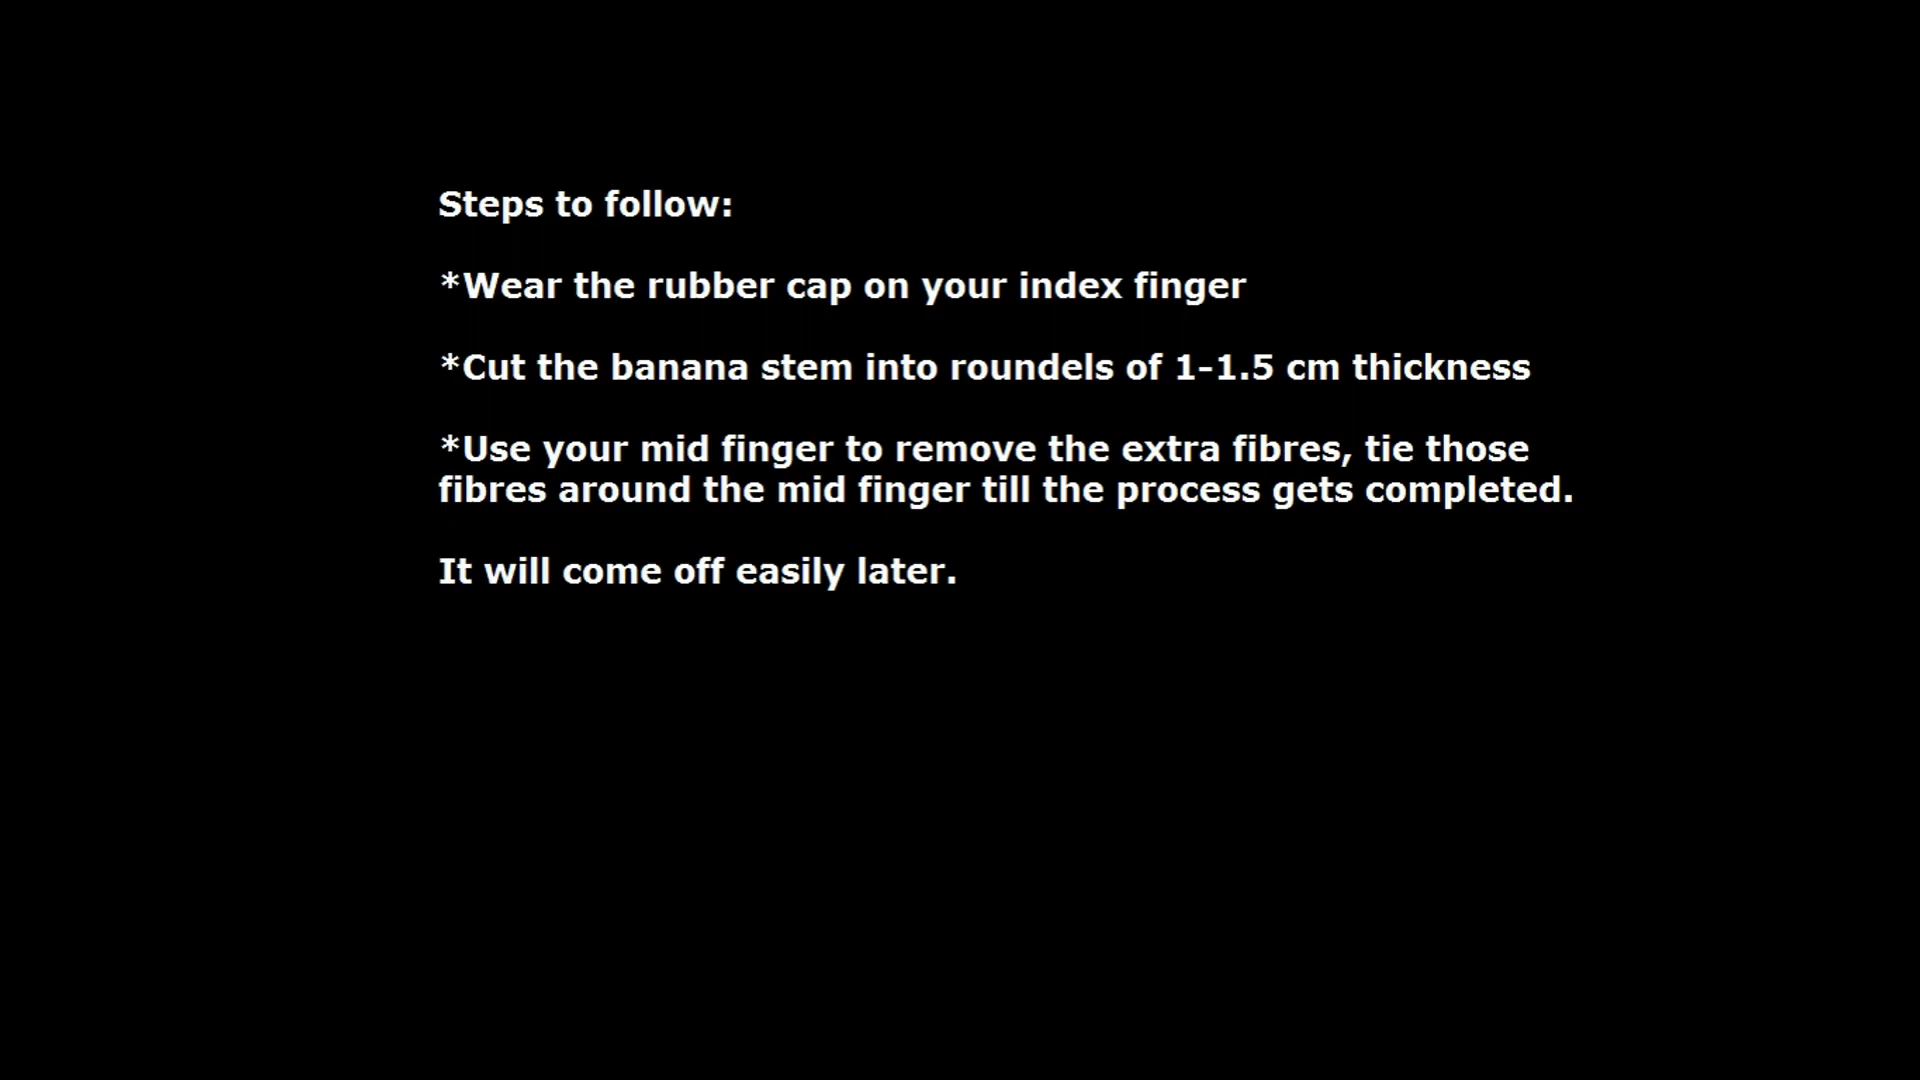 Steps to follow:
*Wear the rubber cap on your index finger
*Cut the banana stem into roundels of 1-1.5 cm thickness
*Use your mid finger to remove the extra fibres, tie those
fibres around the mid finger till the process gets completed.
It will come off easily later.